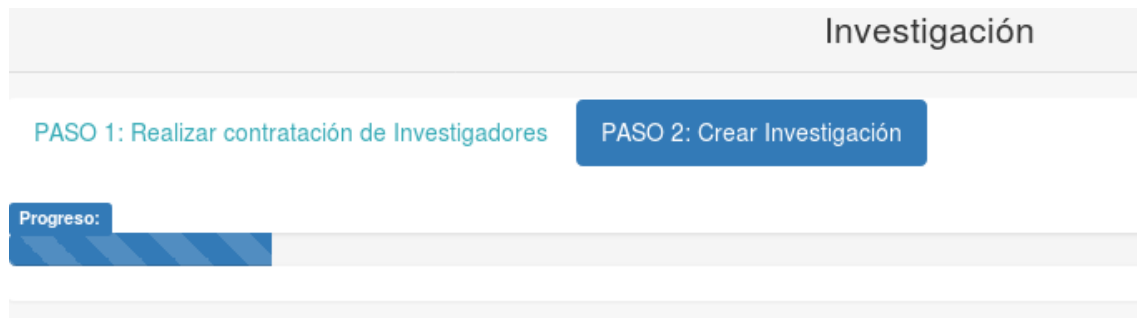 Investigación
PASO 1: Realizar contratación de Investigadores
PASO 2: Crear Investigación
Progreso: